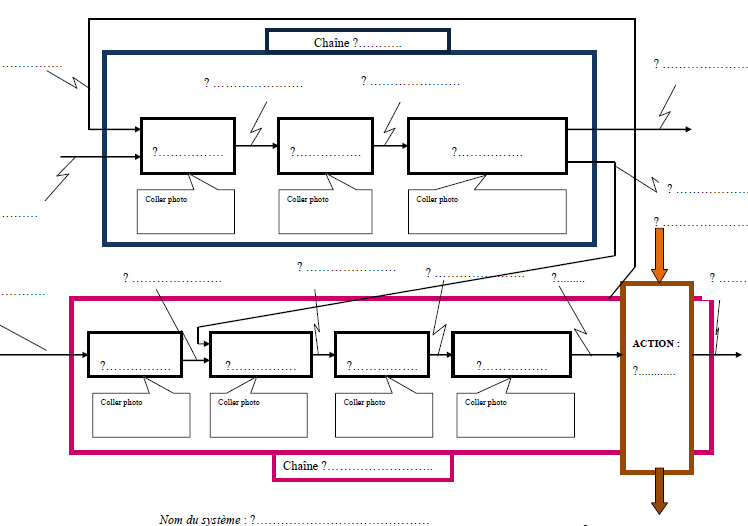 Chaîne ?………..
……………
? ………………….
? ………………….
? …………………
?……………
?……………
?……………
Coller photo
Coller photo
Coller photo
? ………………
………..
? …………………
? ………………….
? ………………….
? ………………….
?........
? ……..
…………
ACTION :
?............
?……………
?……………
?……………
?……………
Coller photo
Coller photo
Coller photo
Coller photo
Chaîne ?……………………..
Nom du système : ?…………………………………